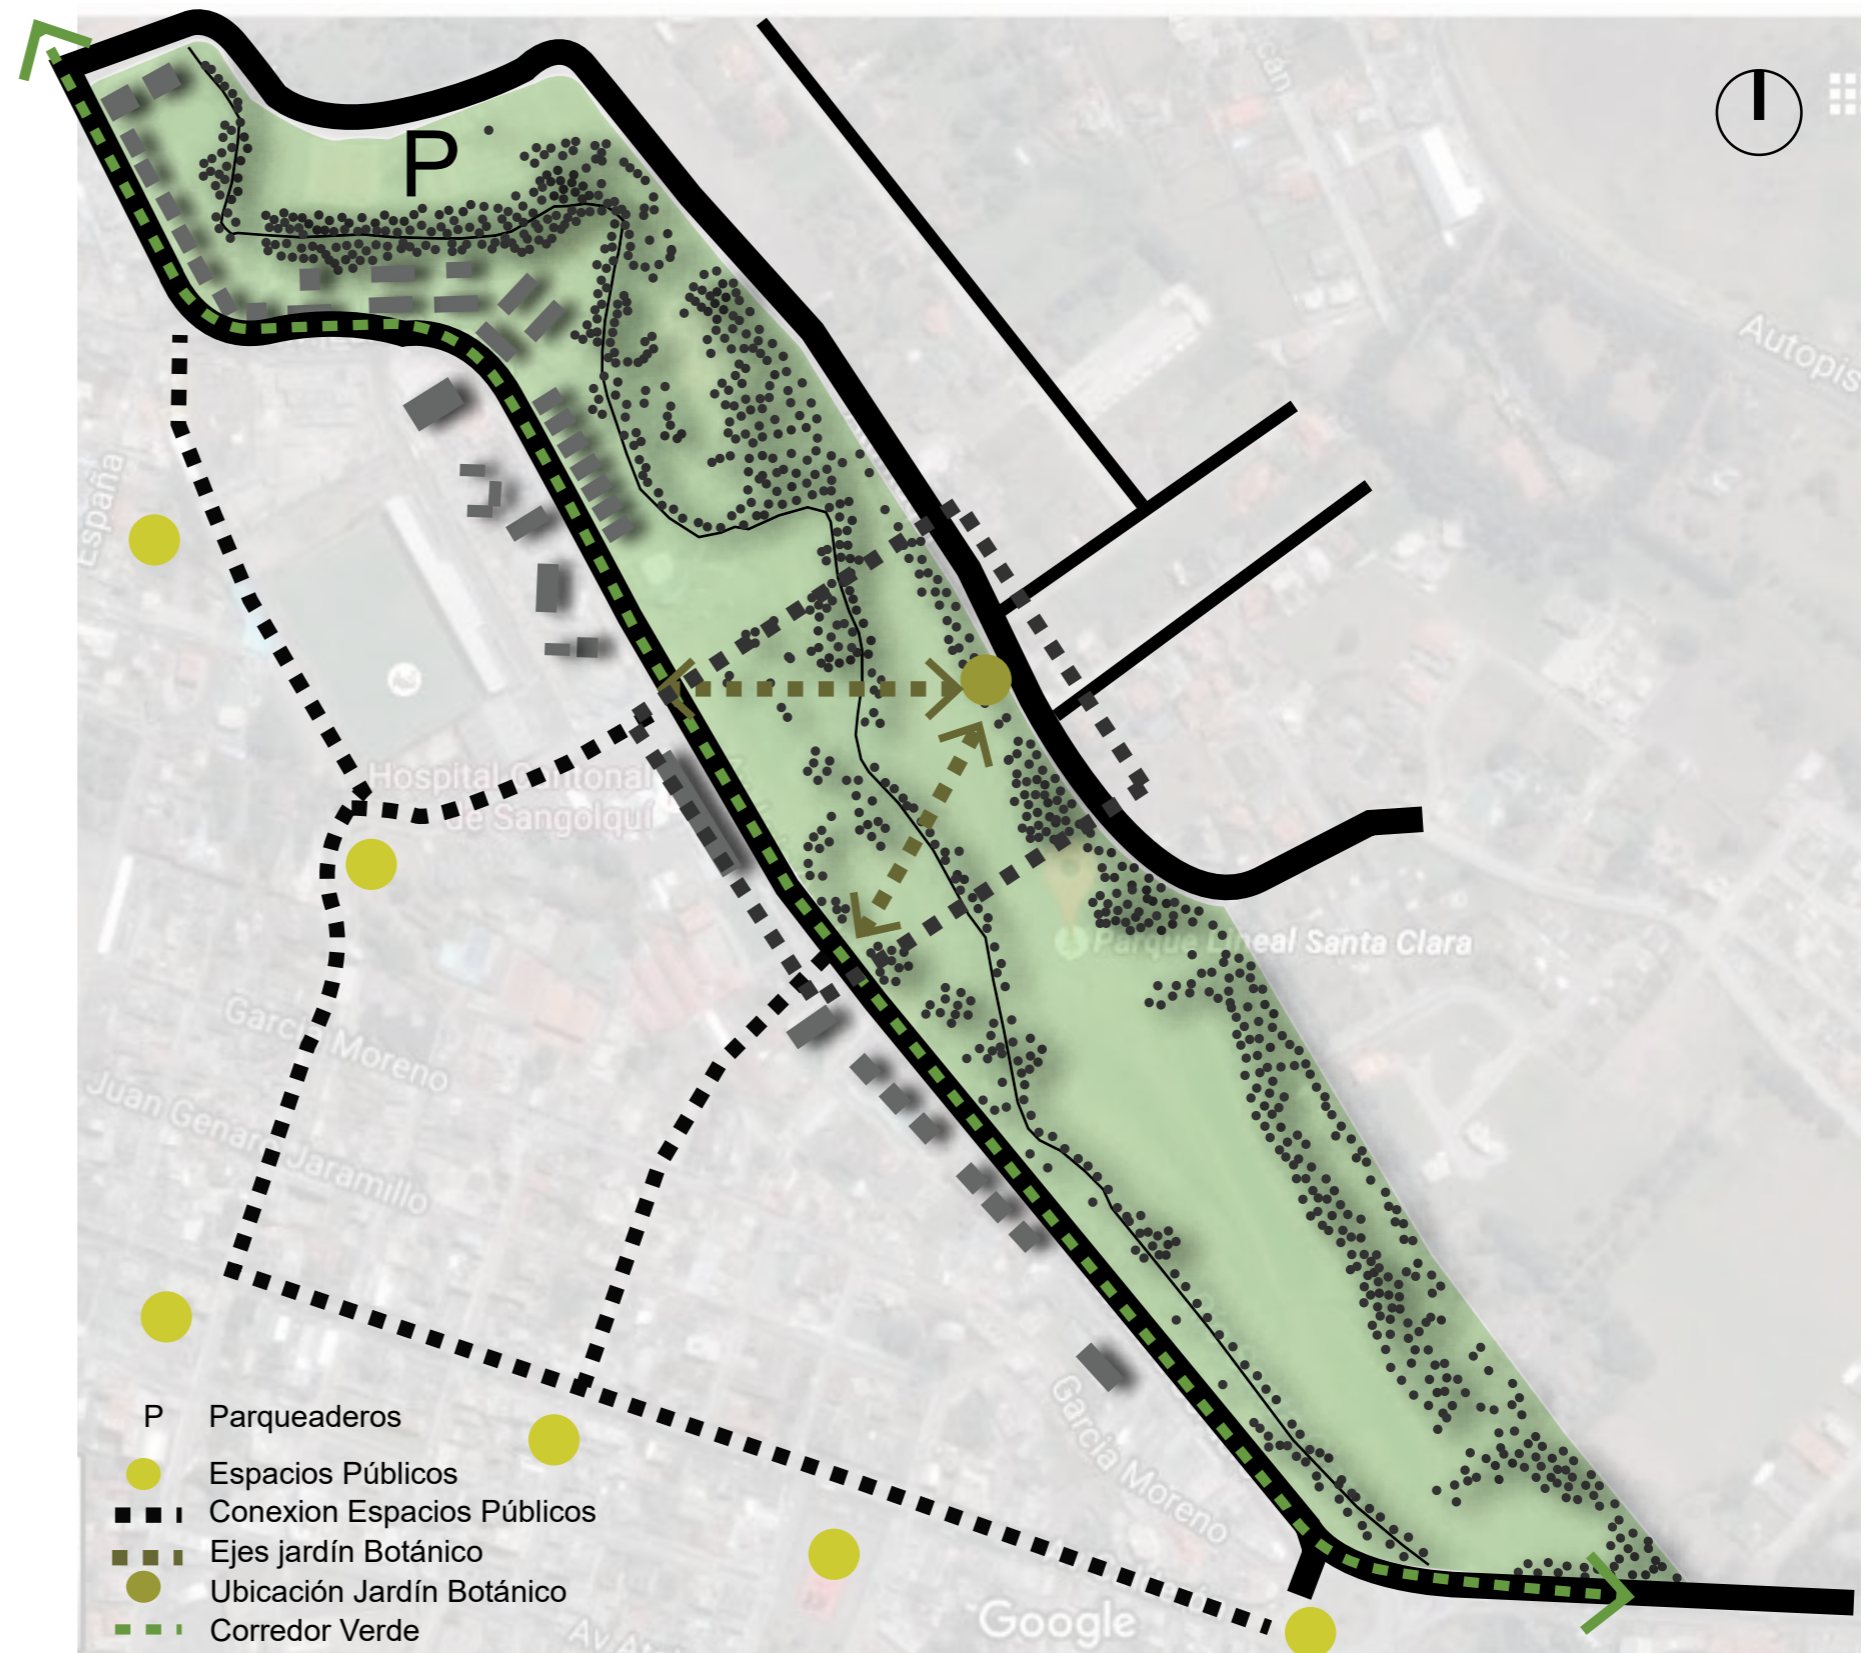 P
Autopis
España
Hospital Cantonal
de Sangolquí
Parque Lineal Santa Clara
García Moreno
Juan Genaro Jaramillo
García Moreno
P Parqueaderos
Espacios Públicos
Conexion Espacios Públicos
Ejes jardín Botánico
Ubicación Jardín Botánico
Corredor Verde
Google